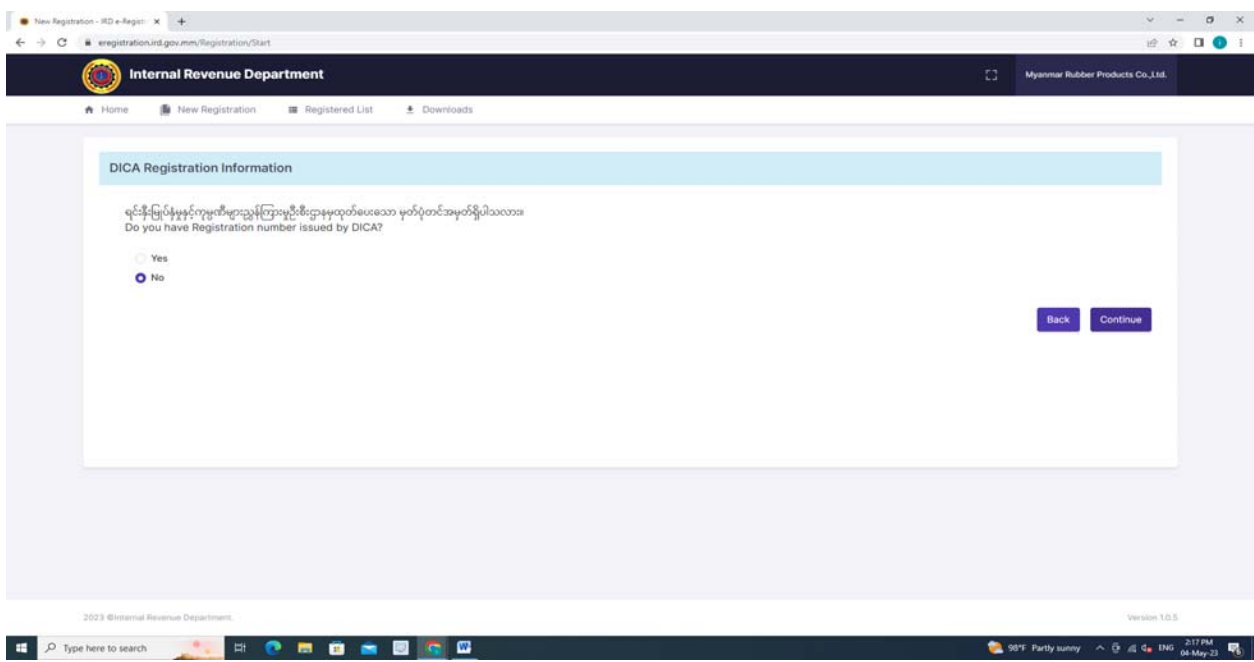 New Registration - IRD e-Regist
eregistration.ird.gov.mm/Registration/Start
Internal Revenue Department
Myanmar Rubber Products Co.,Ltd.
Home New Registration Registered List Downloads
DICA Registration Information
ရင်းနှီးမြှုပ်နှံမှုနှင့်ကုမ္ပဏီများညွှန်ကြားမှုဦးစီးဌာနမှထုတ်ပေးသော မှတ်ပုံတင်အမှတ်ရှိပါသလား။
Do you have Registration number issued by DICA?
Yes
No
Back Continue
2023 ©Internal Revenue Department. Version 1.0.5
Type here to search 98°F Partly sunny ENG 2:17 PM
04-May-23